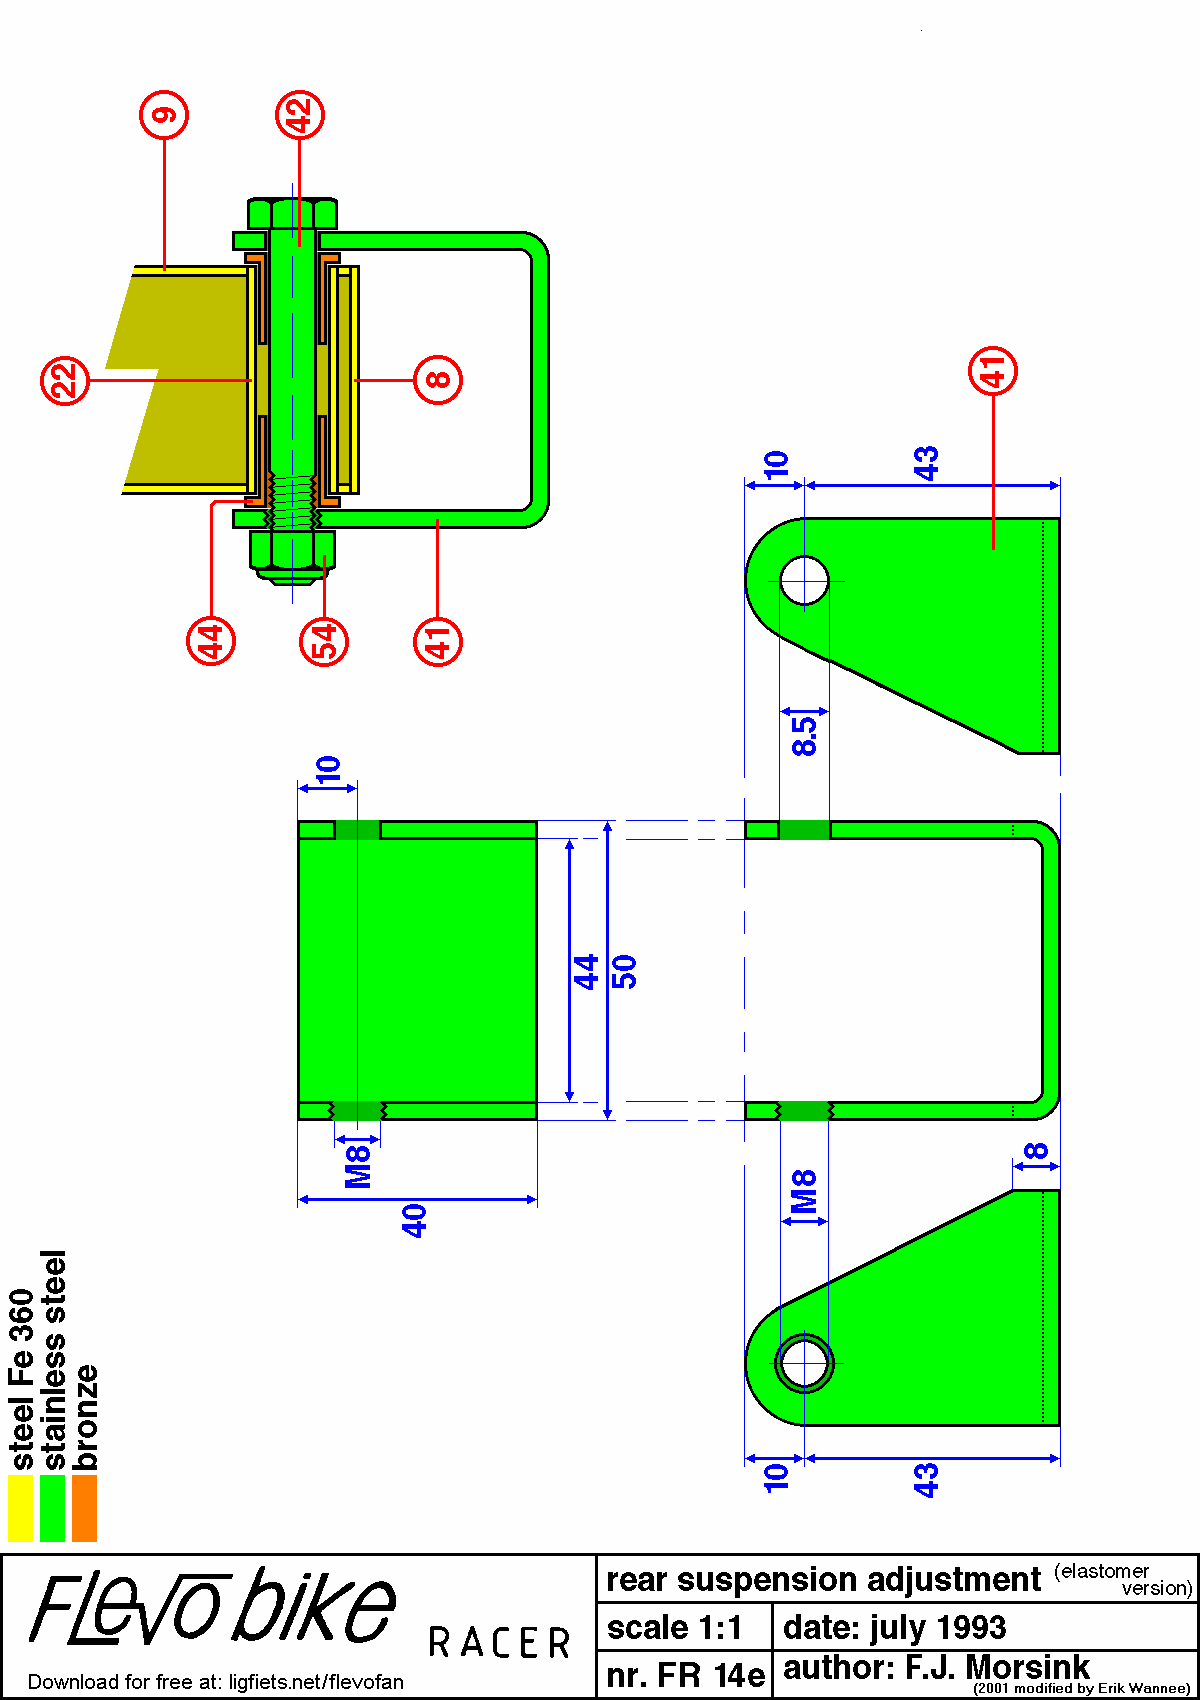 9
42
22
8
44
54
41
41
10
43
8.5
10
44
50
M8
40
M8
8
10
43
steel Fe 360
stainless steel
bronze
Flevobike
RACER
Download for free at: ligfiets.net/flevofan
rear suspension adjustment (elastomer version)
scale 1:1
date: july 1993
nr. FR 14e
author: F.J. Morsink
(2001 modified by Erik Wannee)